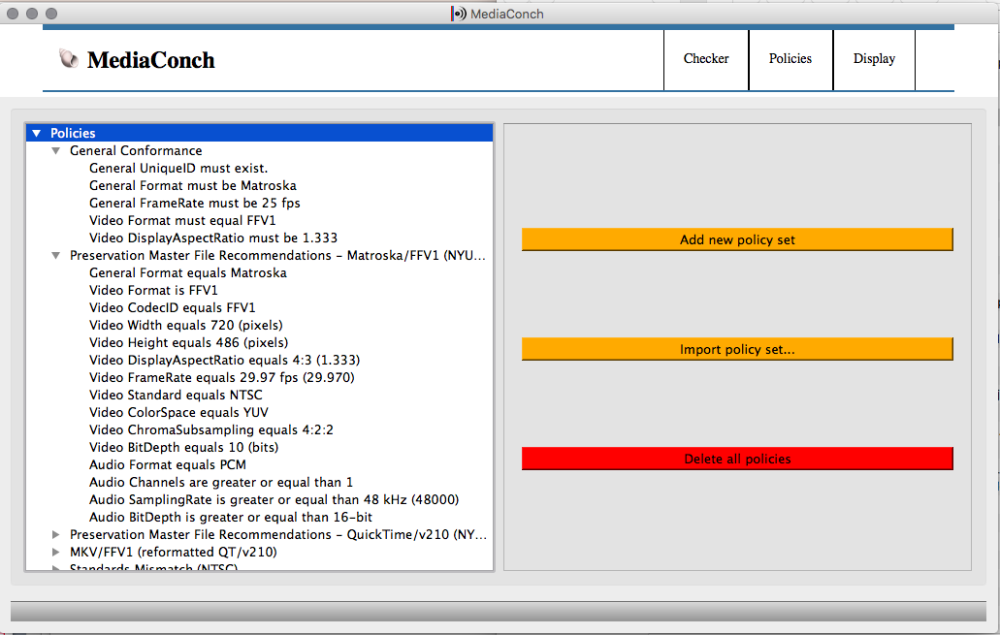 MediaConch
MediaConch
Checker
Policies
Display
Policies
General Conformance
General UniqueID must exist.
General Format must be Matroska
General FrameRate must be 25 fps
Video Format must equal FFV1
Video DisplayAspectRatio must be 1.333
Preservation Master File Recommendations - Matroska/FFV1 (NYU...
General Format equals Matroska
Video Format is FFV1
Video CodecID equals FFV1
Video Width equals 720 (pixels)
Video Height equals 486 (pixels)
Video DisplayAspectRatio equals 4:3 (1.333)
Video FrameRate equals 29.97 fps (29.970)
Video Standard equals NTSC
Video ColorSpace equals YUV
Video ChromaSubsampling equals 4:2:2
Video BitDepth equals 10 (bits)
Audio Format equals PCM
Audio Channels are greater or equal than 1
Audio SamplingRate is greater or equal than 48 kHz (48000)
Audio BitDepth is greater or equal than 16-bit
Preservation Master File Recommendations - QuickTime/v210 (NY...
MKV/FFV1 (reformatted QT/v210)
Standards Mismatch (NTSC)
Add new policy set
Import policy set...
Delete all policies